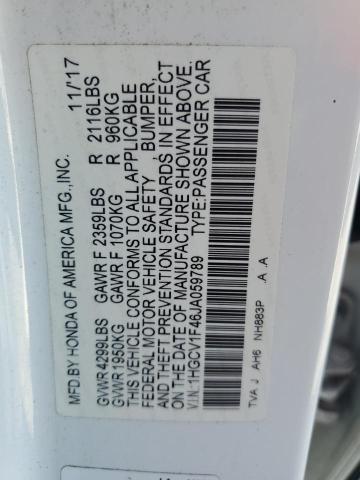 MFD.BY HONDA OF AMERICA MFG.,INC. 11/17
GVWR 4299LBS GAWR F 2359LBS R 2116LBS
GVWR 1950KG GAWR F 1070KG R 960KG
THIS VEHICLE CONFORMS TO ALL APPLICABLE
FEDERAL MOTOR VEHICLE SAFETY BUMPER,
AND THEFT PREVENTION STANDARDS IN EFFECT
ON THE DATE OF MANUFACTURE SHOWN ABOVE.
V.I.N.:1HGCV1F46JA059789 TYPE:PASSENGER CAR
TVA J AH6 NH883P .A .A